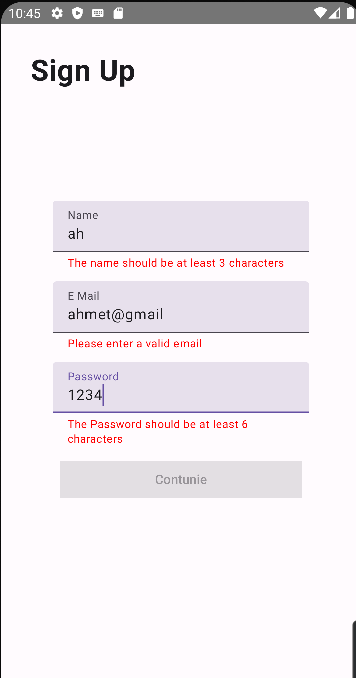 10:45
Sign Up
Name
ah
The name should be at least 3 characters
E Mail
ahmet@gmail
Please enter a valid email
Password
1234
The Password should be at least 6
characters
Contunie